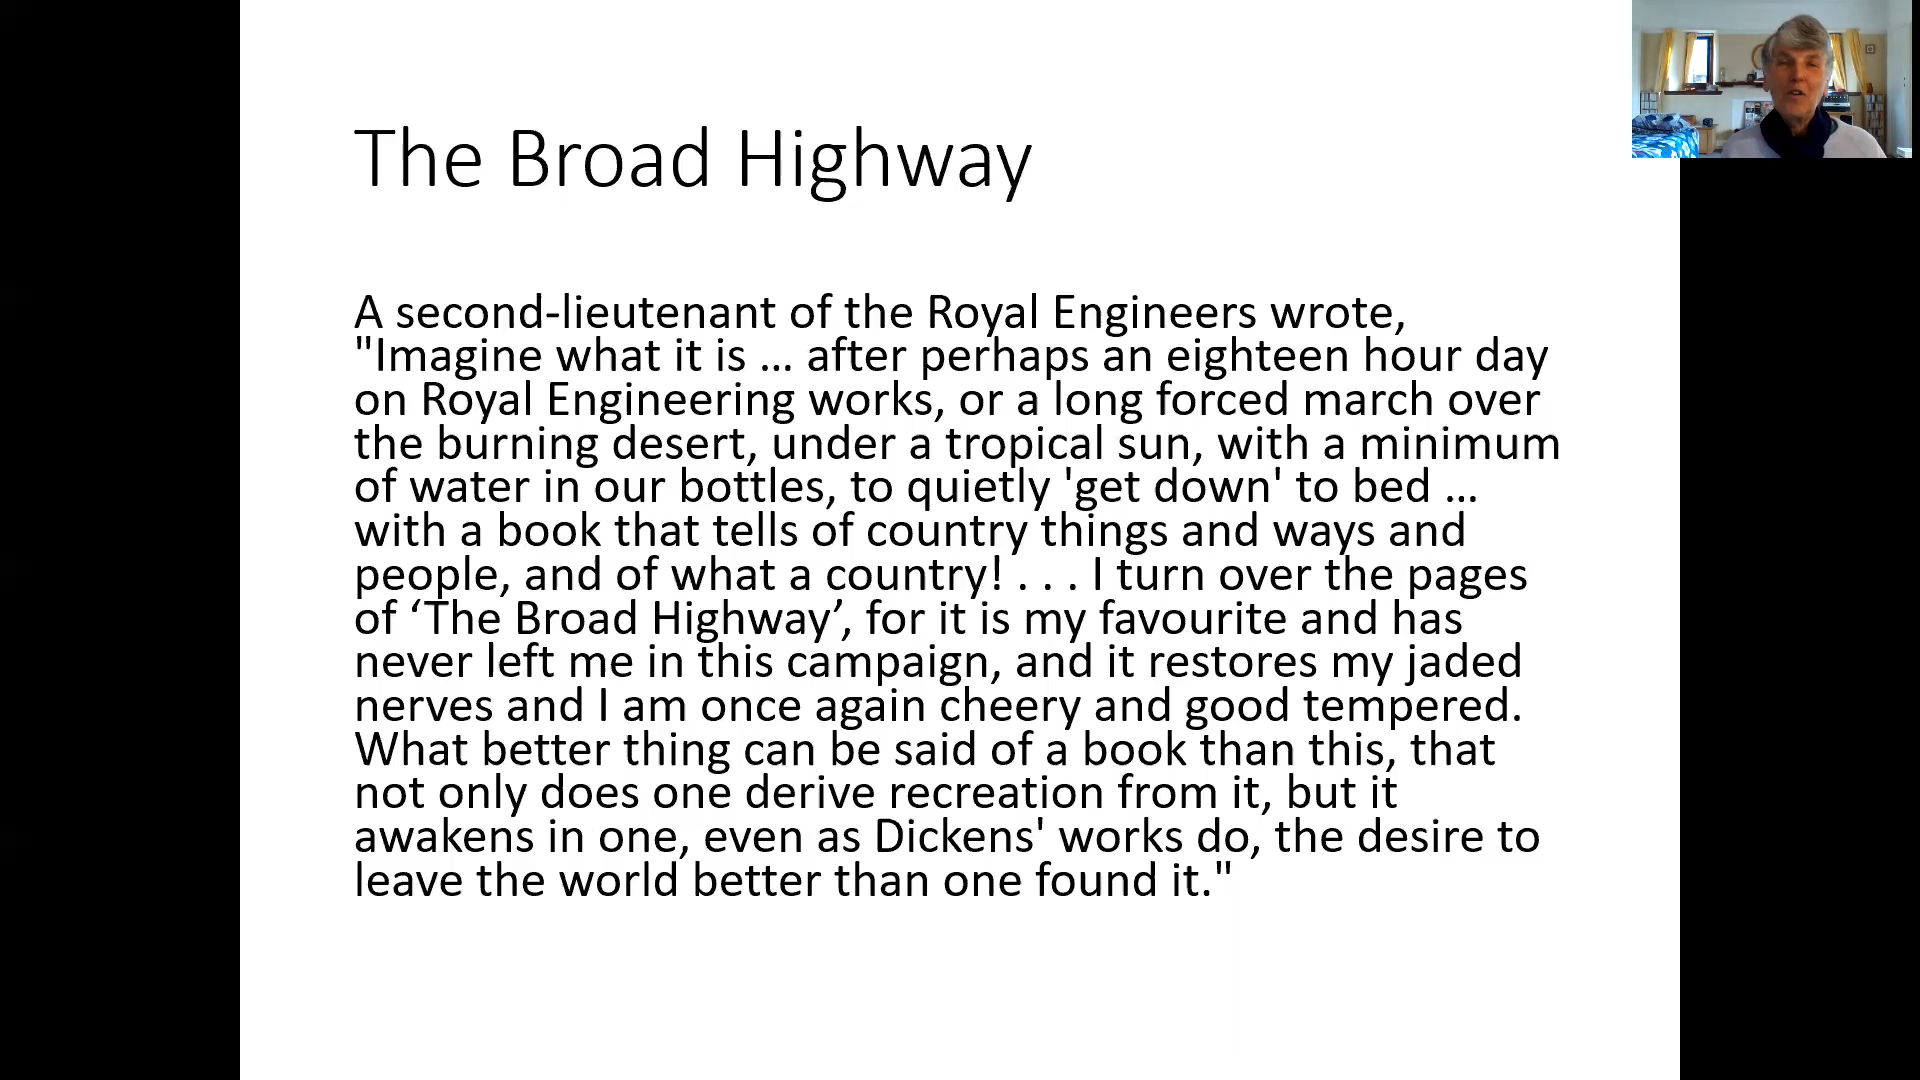 The Broad Highway
A second-lieutenant of the Royal Engineers wrote,
"Imagine what it is ... after perhaps an eighteen hour day
on Royal Engineering works, or a long forced march over
the burning desert, under a tropical sun, with a minimum
of water in our bottles, to quietly 'get down' to bed ...
with a book that tells of country things and ways and
people, and of what a country! . . . I turn over the pages
of ‘The Broad Highway’, for it is my favourite and has
never left me in this campaign, and it restores my jaded
nerves and I am once again cheery and good tempered.
What better thing can be said of a book than this, that
not only does one derive recreation from it, but it
awakens in one, even as Dickens' works do, the desire to
leave the world better than one found it."